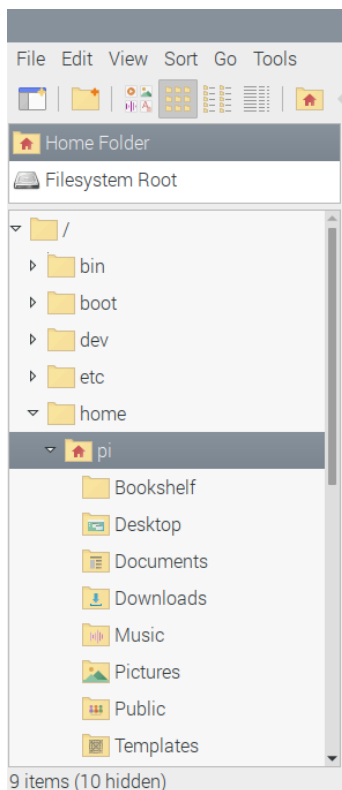 File Edit View Sort Go Tools
Home Folder
Filesystem Root
/
bin
boot
dev
etc
home
pi
Bookshelf
Desktop
Documents
Downloads
Music
Pictures
Public
Templates
9 items (10 hidden)